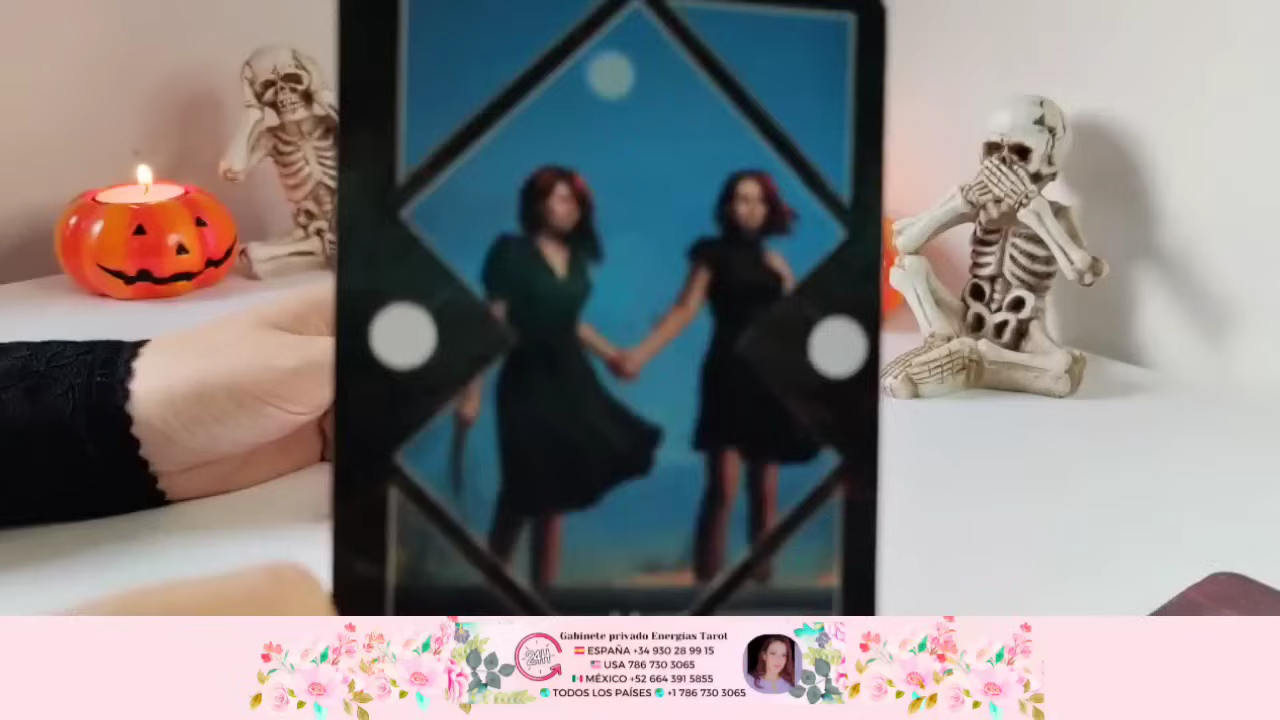 Gabinete privado Energías Tarot
24H
ESPAÑA +34 930 28 99 15
USA 786 730 3065
MÉXICO +52 664 391 5855
TODOS LOS PAÍSES +1 786 730 3065